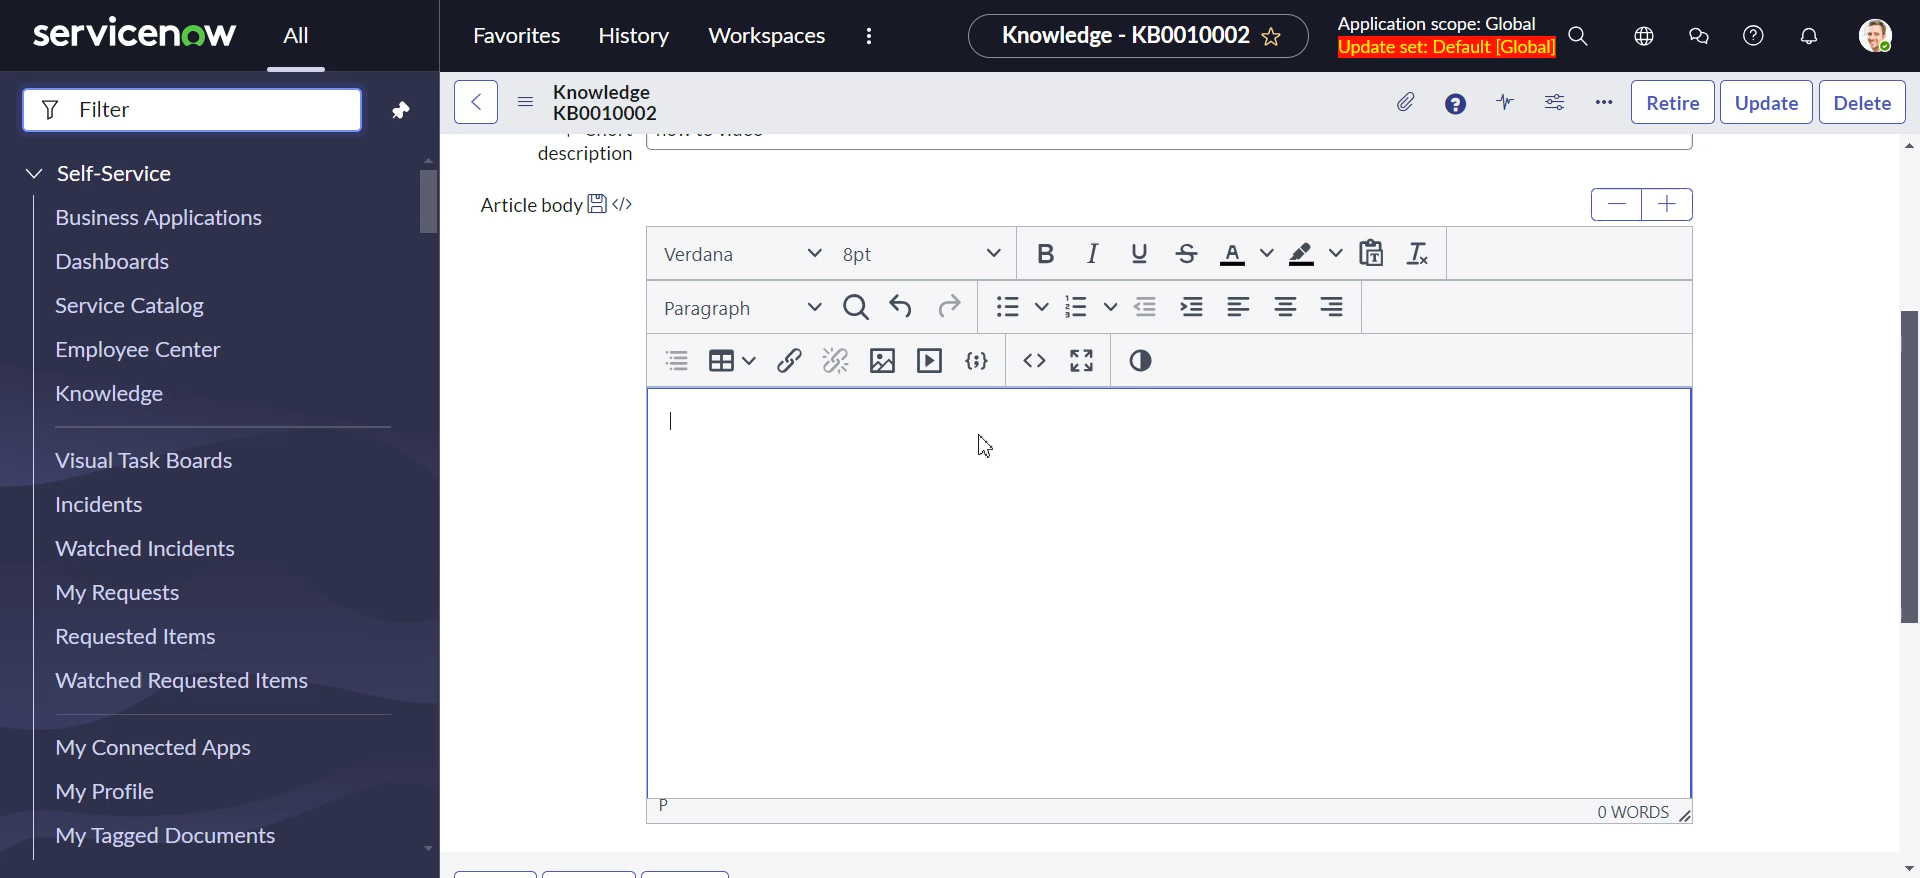 servicenow
All
Favorites
History
Workspaces
Knowledge - KB0010002
Application scope: Global
Update set: Default [Global]
Filter
Self-Service
Business Applications
Dashboards
Service Catalog
Employee Center
Knowledge
Visual Task Boards
Incidents
Watched Incidents
My Requests
Requested Items
Watched Requested Items
My Connected Apps
My Profile
My Tagged Documents
Knowledge
KB0010002
Retire
Update
Delete
description
Article body
Verdana
8pt
Paragraph
P
0 WORDS